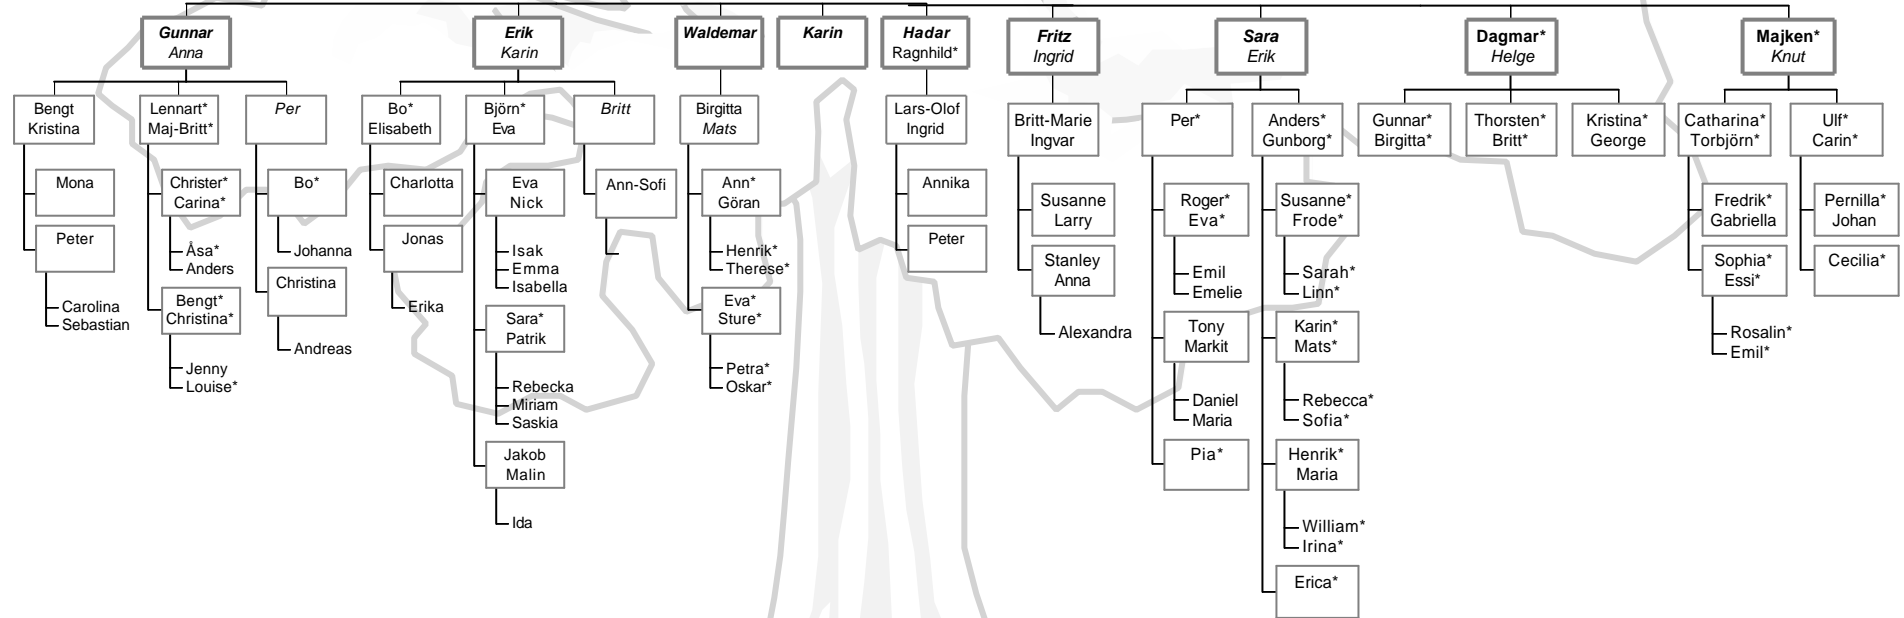 Gunnar
Anna
Erik
Karin
Waldemar
Karin
Hadar
Ragnhild*
Fritz
Ingrid
Sara
Erik
Dagmar*
Helge
Majken*
Knut
Bengt
Kristina
Lennart*
Maj-Britt*
Per
Bo*
Elisabeth
Björn*
Eva
Britt
Birgitta
Mats
Lars-Olof
Ingrid
Britt-Marie
Ingvar
Per*
Anders*
Gunborg*
Gunnar*
Birgitta*
Thorsten*
Britt*
Kristina*
George
Catharina*
Torbjörn*
Ulf*
Carin*
Mona
Peter
Carolina
Sebastian
Christer*
Carina*
Åsa*
Anders
Bengt*
Christina*
Jenny
Louise*
Bo*
Johanna
Christina
Andreas
Charlotta
Jonas
Erika
Eva
Nick
Isak
Emma
Isabella
Sara*
Patrik
Rebecka
Miriam
Saskia
Jakob
Malin
Ida
Ann-Sofi
Ann*
Göran
Henrik*
Therese*
Eva*
Sture*
Petra*
Oskar*
Annika
Peter
Susanne
Larry
Stanley
Anna
Alexandra
Roger*
Eva*
Emil
Emelie
Tony
Markit
Daniel
Maria
Pia*
Susanne*
Frode*
Sarah*
Linn*
Karin*
Mats*
Rebecca*
Sofia*
Henrik*
Maria
William*
Irina*
Erica*
Fredrik*
Gabriella
Sophia*
Essi*
Rosalin*
Emil*
Pernilla*
Johan
Cecilia*